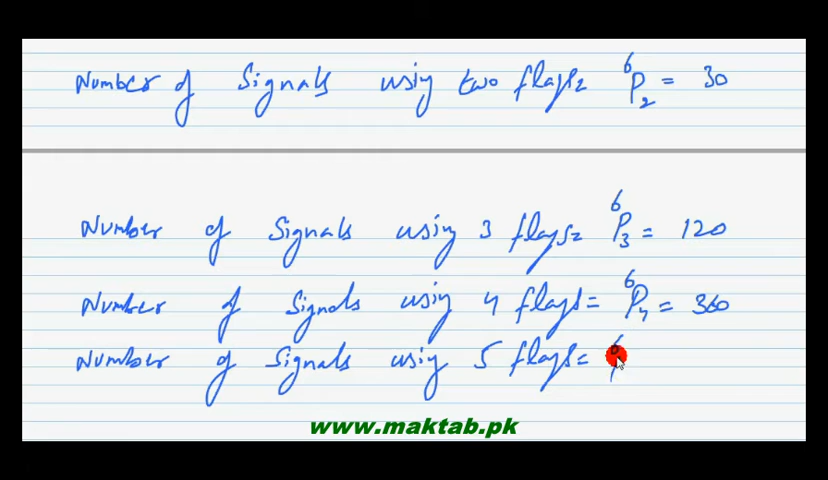 Number of Signals using two flags = ⁶P₂ = 30
Number of Signals using 3 flags = ⁶P₃ = 120
Number of Signals using 4 flags = ⁶P₄ = 360
Number of Signals using 5 flags = ⁶
www.maktab.pk